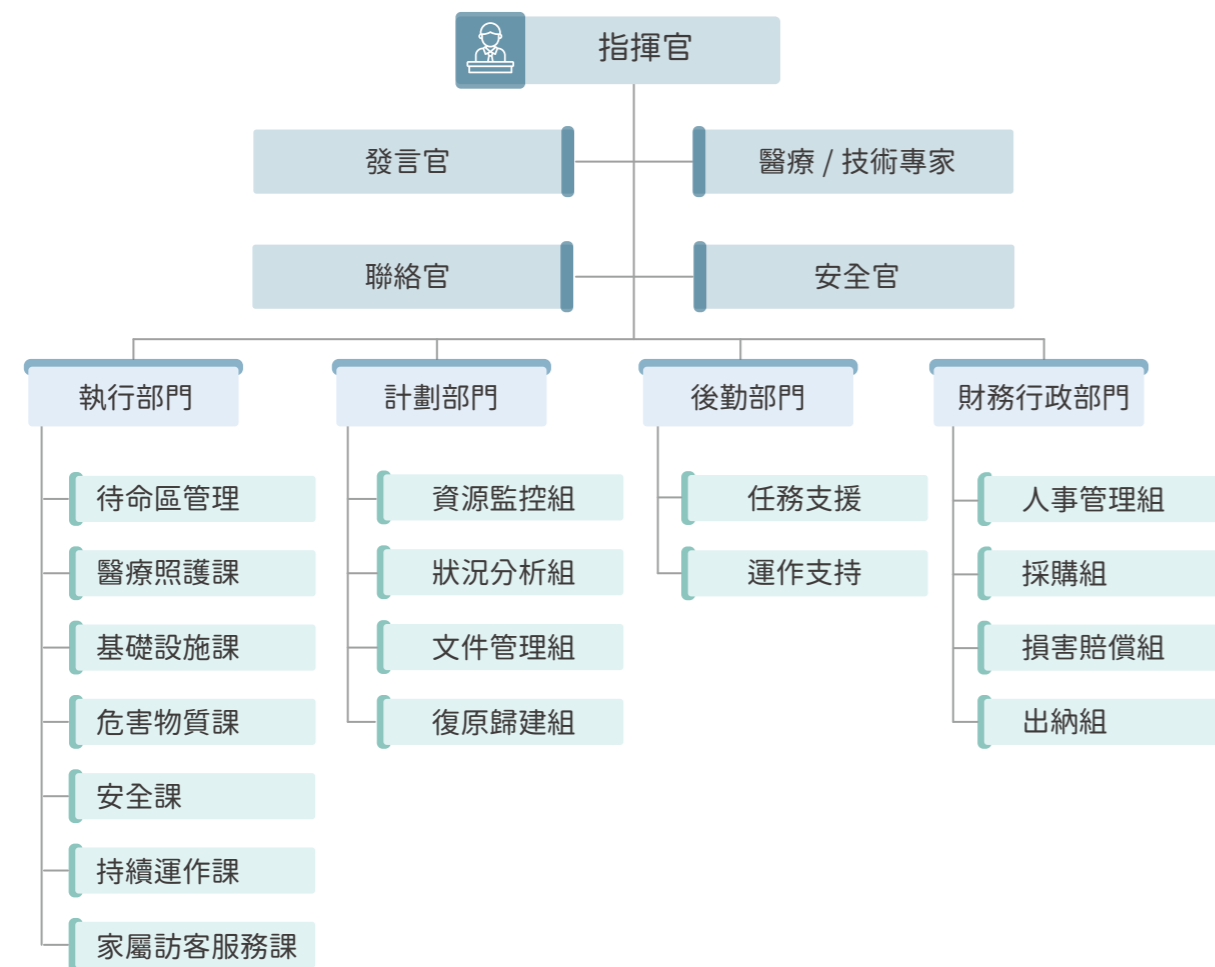 指揮官
發言官
醫療 / 技術專家
聯絡官
安全官
執行部門
待命區管理
醫療照護課
基礎設施課
危害物質課
安全課
持續運作課
家屬訪客服務課
計劃部門
資源監控組
狀況分析組
文件管理組
復原歸建組
後勤部門
任務支援
運作支持
財務行政部門
人事管理組
採購組
損害賠償組
出納組